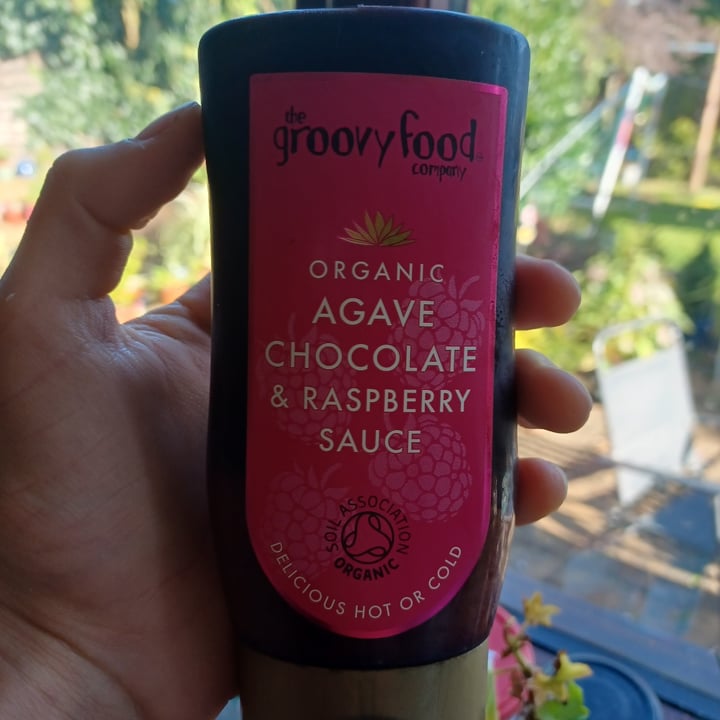 the
groovy food
company
ORGANIC
AGAVE
CHOCOLATE
& RASPBERRY
SAUCE
SOIL ASSOCIATION
ORGANIC
DELICIOUS HOT OR COLD